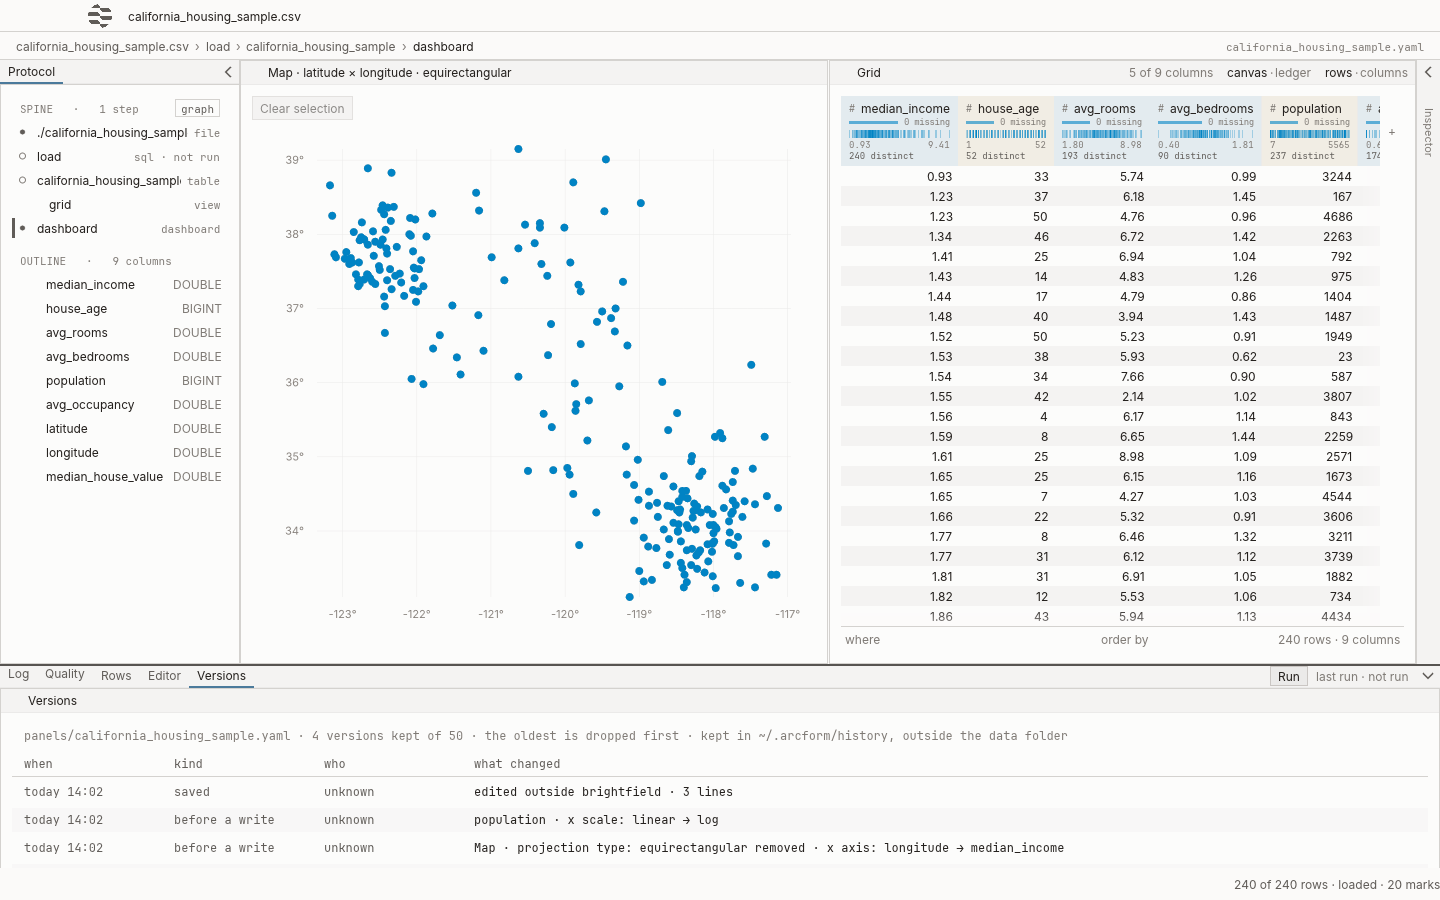 california_housing_sample.csv
california_housing_sample.csv › load › california_housing_sample › dashboard
california_housing_sample.yaml
Protocol
SPINE · 1 step graph
./california_housing_sampl file
load sql · not run
california_housing_sampl table
grid view
dashboard dashboard
OUTLINE · 9 columns
median_income DOUBLE
house_age BIGINT
avg_rooms DOUBLE
avg_bedrooms DOUBLE
population BIGINT
avg_occupancy DOUBLE
latitude DOUBLE
longitude DOUBLE
median_house_value DOUBLE
Map · latitude × longitude · equirectangular
Clear selection
39°
38°
37°
36°
35°
34°
-123° -122° -121° -120° -119° -118° -117°
Grid 5 of 9 columns canvas · ledger rows · columns
# median_income # house_age # avg_rooms # avg_bedrooms # population # a
0 missing 0 missing 0 missing 0 missing 0 missing
0.93 9.41 1 52 1.80 8.98 0.40 1.81 7 5565 0.6
240 distinct 52 distinct 193 distinct 90 distinct 237 distinct 174
+
0.93 33 5.74 0.99 3244
1.23 37 6.18 1.45 167
1.23 50 4.76 0.96 4686
1.34 46 6.72 1.42 2263
1.41 25 6.94 1.04 792
1.43 14 4.83 1.26 975
1.44 17 4.79 0.86 1404
1.48 40 3.94 1.43 1487
1.52 50 5.23 0.91 1949
1.53 38 5.93 0.62 23
1.54 34 7.66 0.90 587
1.55 42 2.14 1.02 3807
1.56 4 6.17 1.14 843
1.59 8 6.65 1.44 2259
1.61 25 8.98 1.09 2571
1.65 25 6.15 1.16 1673
1.65 7 4.27 1.03 4544
1.66 22 5.32 0.91 3606
1.77 8 6.46 1.32 3211
1.77 31 6.12 1.12 3739
1.81 31 6.91 1.05 1882
1.82 12 5.53 1.06 734
1.86 43 5.94 1.13 4434
where order by 240 rows · 9 columns
Inspector
Log Quality Rows Editor Versions
Run last run · not run
Versions
panels/california_housing_sample.yaml · 4 versions kept of 50 · the oldest is dropped first · kept in ~/.arcform/history, outside the data folder
when kind who what changed
today 14:02 saved unknown edited outside brightfield · 3 lines
today 14:02 before a write unknown population · x scale: linear → log
today 14:02 before a write unknown Map · projection type: equirectangular removed · x axis: longitude → median_income
240 of 240 rows · loaded · 20 marks